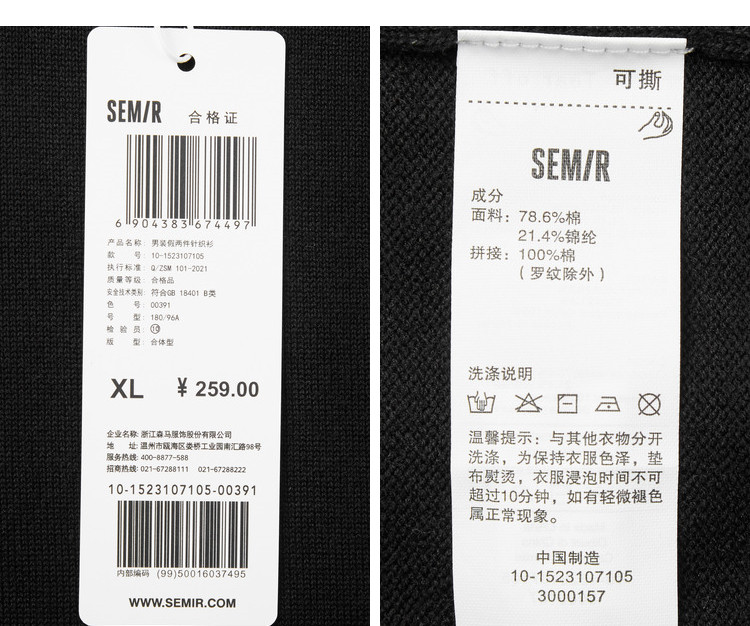 SEM/R 合格证
6 904383 674497
产品名称: 男装假两件针织衫
款 号: 10-1523107105
执行标准: Q/ZSM 101-2021
质量等级: 合格品
安全技术类别: 符合GB 18401 B类
色 号: 00391
号 型: 180/96A
检 验 员: 10
版 型: 合体型
XL ¥ 259.00
企业名称: 浙江森马服饰股份有限公司
地 址: 温州市瓯海区娄桥工业园南汇路98号
服务热线: 400-8877-588
招商热线: 021-67288111 021-67288222
10-1523107105-00391
内部编码 (99)50016037495
WWW.SEMIR.COM
可撕
SEM/R
成分
面料: 78.6%棉
21.4%锦纶
拼接: 100%棉
(罗纹除外)
洗涤说明
温馨提示: 与其他衣物分开
洗涤, 为保持衣服色泽, 垫
布熨烫, 衣服浸泡时间不可
超过10分钟, 如有轻微褪色
属正常现象。
中国制造
10-1523107105
3000157